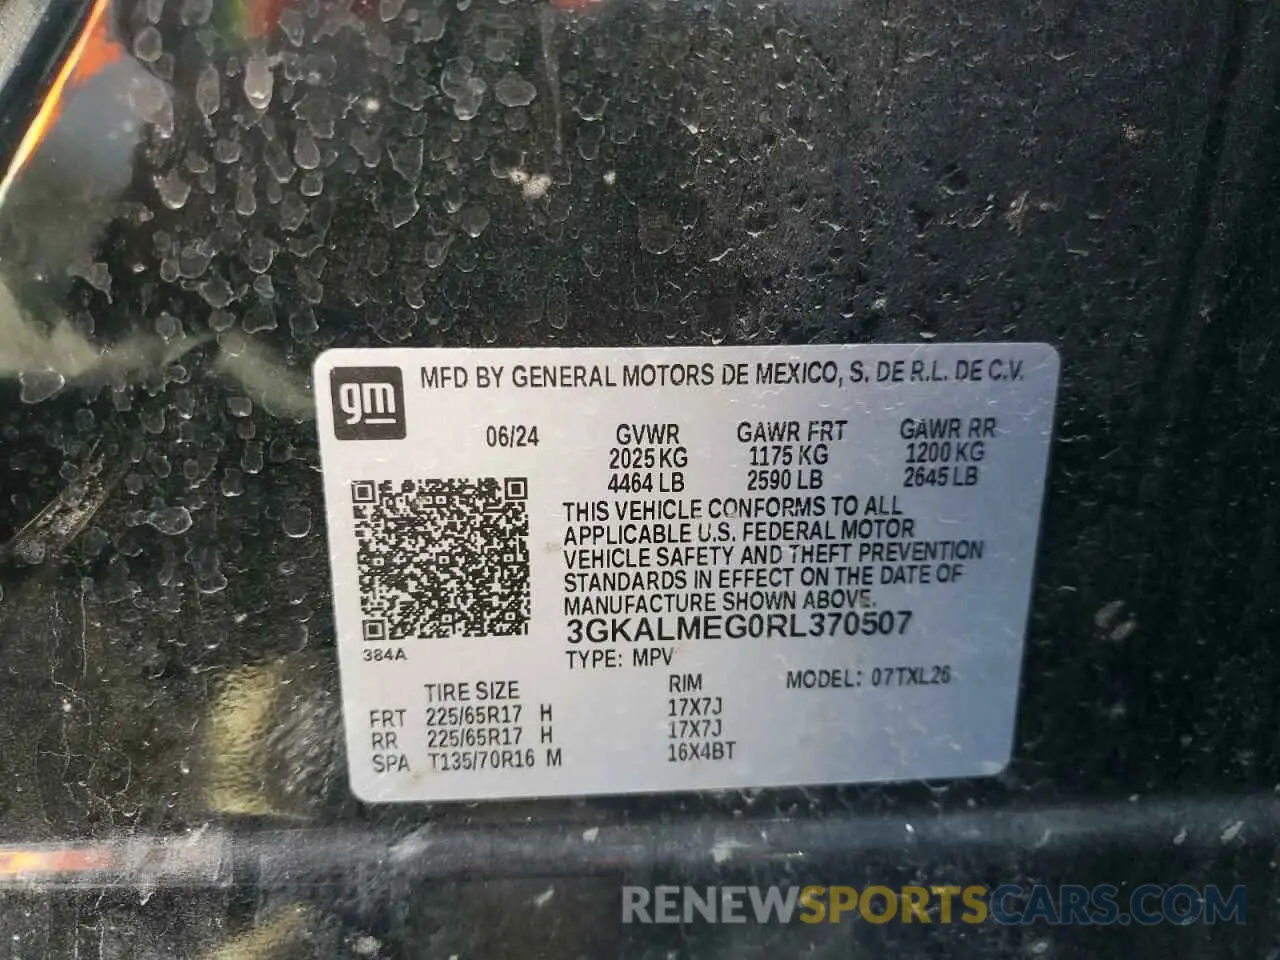 gm
MFD BY GENERAL MOTORS DE MEXICO, S. DE R.L. DE C.V.
06/24 GVWR GAWR FRT GAWR RR
2025 KG 1175 KG 1200 KG
4464 LB 2590 LB 2645 LB
THIS VEHICLE CONFORMS TO ALL
APPLICABLE U.S. FEDERAL MOTOR
VEHICLE SAFETY AND THEFT PREVENTION
STANDARDS IN EFFECT ON THE DATE OF
MANUFACTURE SHOWN ABOVE.
3GKALMEG0RL370507
384A
TYPE: MPV
MODEL: 07TXL26
TIRE SIZE RIM
FRT 225/65R17 H 17X7J
RR 225/65R17 H 17X7J
SPA T135/70R16 M 16X4BT
RENEWSPORTSCARS.COM